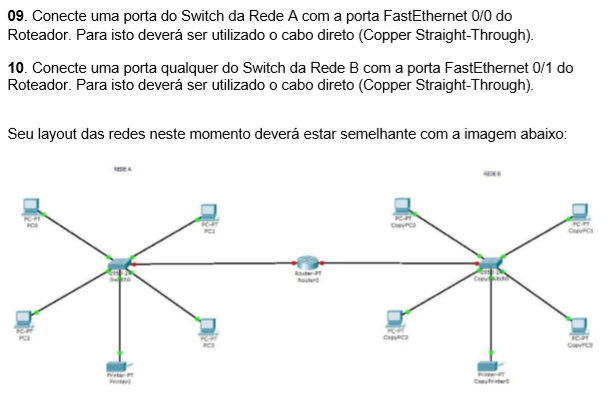 09. Conecte uma porta do Switch da Rede A com a porta FastEthernet 0/0 do
Roteador. Para isto deverá ser utilizado o cabo direto (Copper Straight-Through).
10. Conecte uma porta qualquer do Switch da Rede B com a porta FastEthernet 0/1 do
Roteador. Para isto deverá ser utilizado o cabo direto (Copper Straight-Through).
Seu layout das redes neste momento deverá estar semelhante com a imagem abaixo:
REDE A
REDE B
PC-PT
PC0
PC-PT
PC1
PC-PT
CopyPC0
PC-PT
CopyPC1
Router-PT
Router0
PC-PT
PC2
PC-PT
PC3
PC-PT
CopyPC2
PC-PT
CopyPC3
Printer-PT
Printer0
Printer-PT
CopyPrinter0